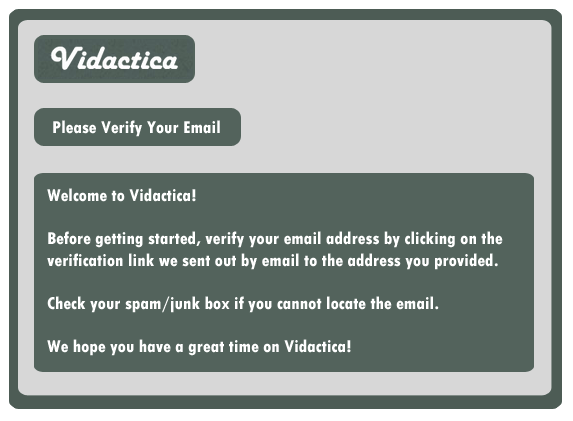 Vidactica
Please Verify Your Email
Welcome to Vidactica!
Before getting started, verify your email address by clicking on the
verification link we sent out by email to the address you provided.
Check your spam/junk box if you cannot locate the email.
We hope you have a great time on Vidactica!